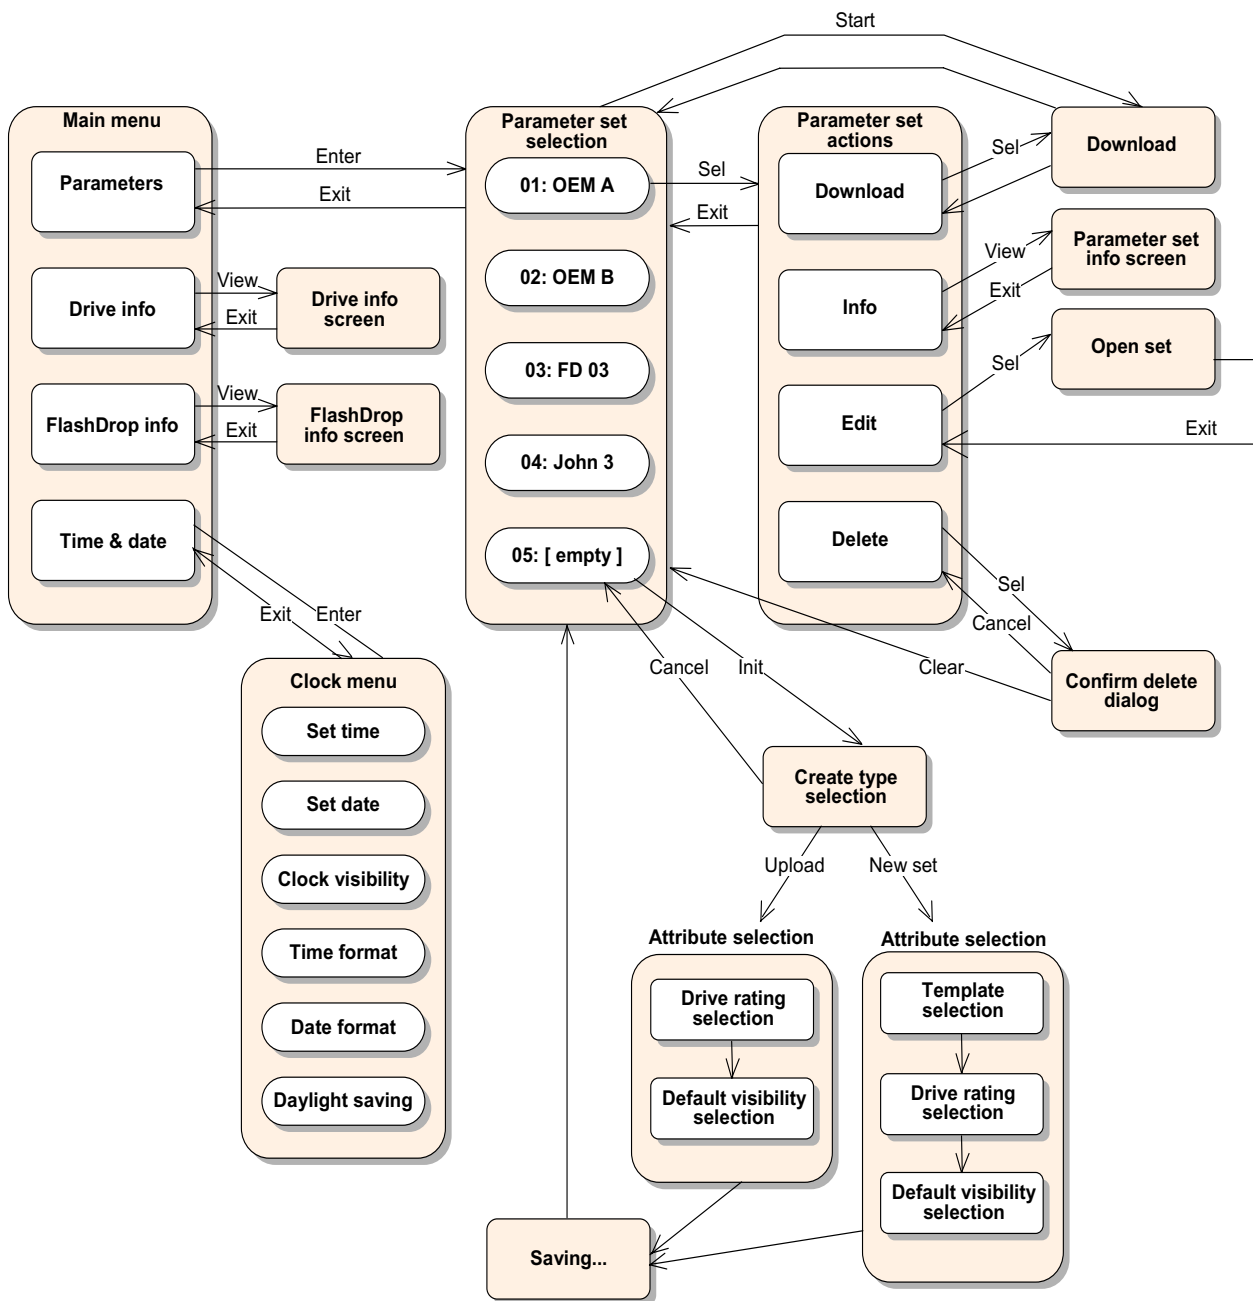 Start
Main menu
Parameters
Enter
Exit
Drive info
View
Exit
Drive info
screen
FlashDrop info
View
Exit
FlashDrop
info screen
Time & date
Exit
Enter
Clock menu
Set time
Set date
Clock visibility
Time format
Date format
Daylight saving
Parameter set
selection
01: OEM A
02: OEM B
03: FD 03
04: John 3
05: [ empty ]
Sel
Exit
Parameter set
actions
Download
Info
Edit
Delete
Sel
Download
View
Exit
Parameter set
info screen
Sel
Open set
Exit
Sel
Cancel
Clear
Confirm delete
dialog
Cancel
Init
Create type
selection
Upload
New set
Attribute selection
Drive rating
selection
Default visibility
selection
Attribute selection
Template
selection
Drive rating
selection
Default visibility
selection
Saving...